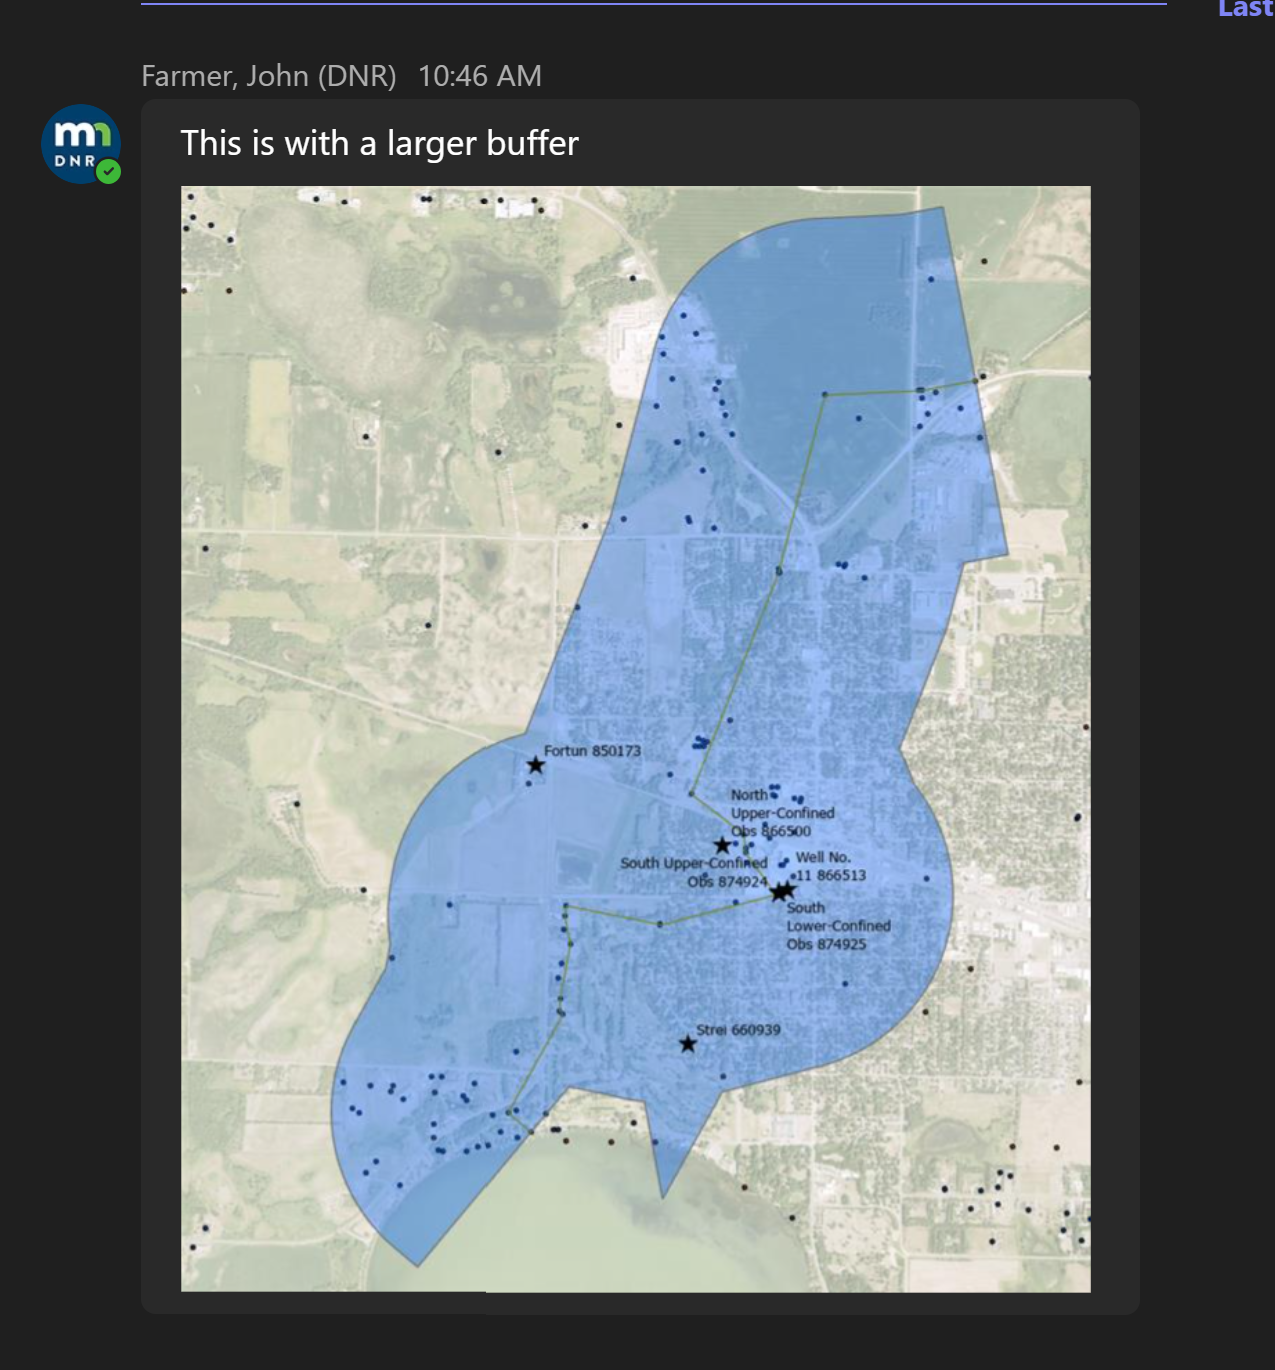 Last
Farmer, John (DNR) 10:46 AM
mn
DNR
This is with a larger buffer
Fortun 850173
North
Upper-Confined
Obs 866500
South Upper-Confined
Obs 874924
Well No.
11 866513
South
Lower-Confined
Obs 874925
Strei 660939